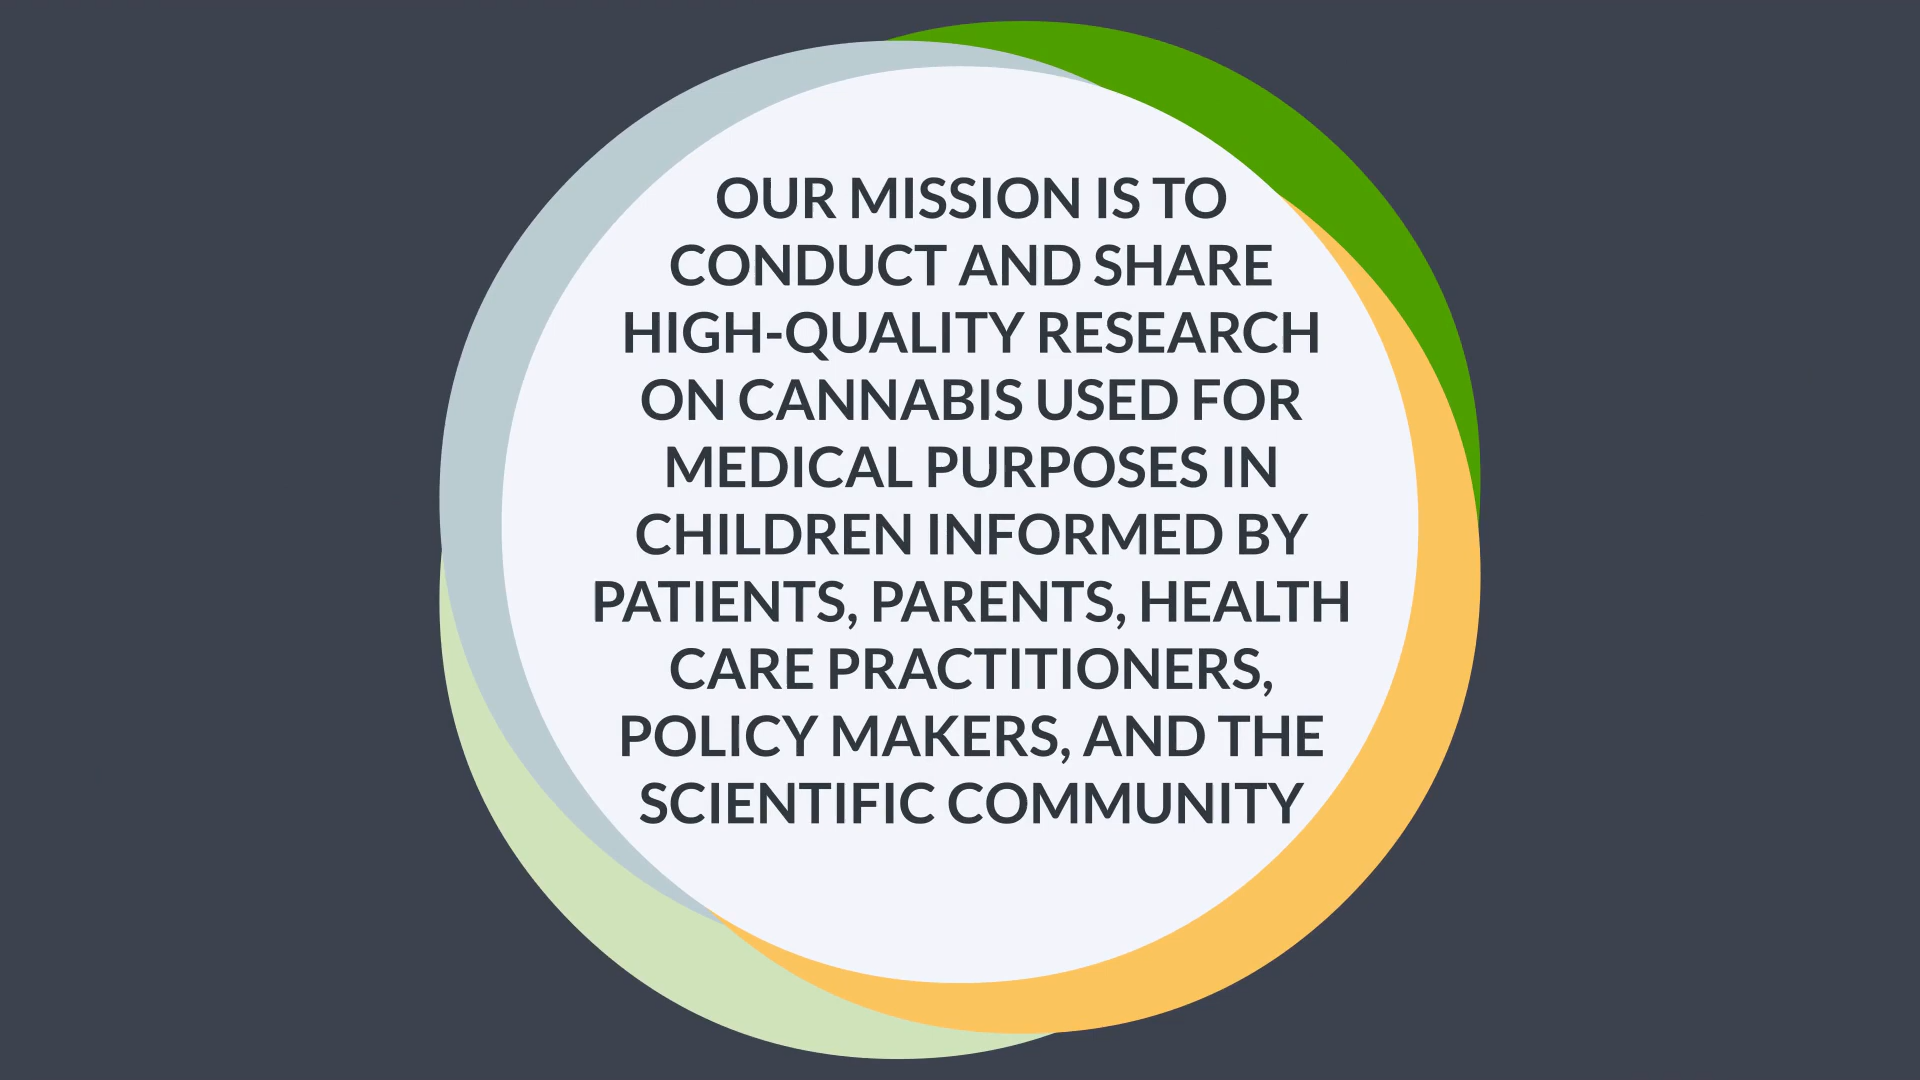 OUR MISSION IS TO
CONDUCT AND SHARE
HIGH-QUALITY RESEARCH
ON CANNABIS USED FOR
MEDICAL PURPOSES IN
CHILDREN INFORMED BY
PATIENTS, PARENTS, HEALTH
CARE PRACTITIONERS,
POLICY MAKERS, AND THE
SCIENTIFIC COMMUNITY